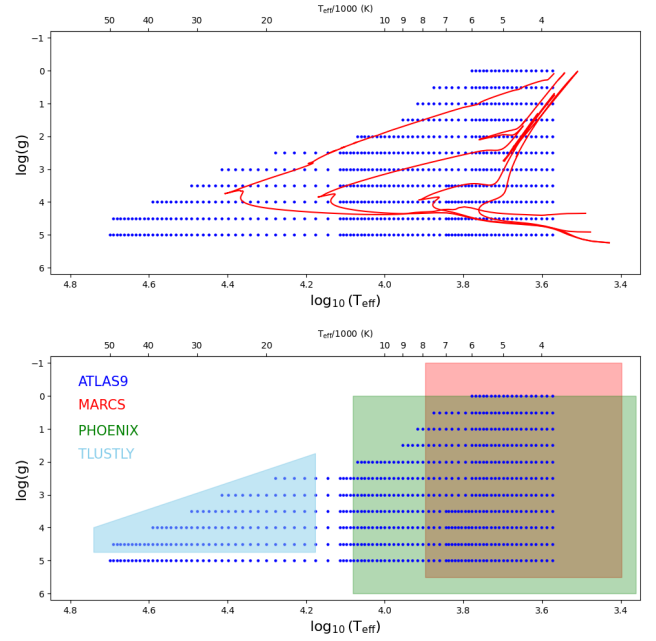 T_eff/1000 (K)
50 40 30 20 10 9 8 7 6 5 4
−1
0
1
2
3
4
5
6
log(g)
4.8 4.6 4.4 4.2 4.0 3.8 3.6 3.4
log₁₀(T_eff)
T_eff/1000 (K)
50 40 30 20 10 9 8 7 6 5 4
−1
0
1
2
3
4
5
6
log(g)
ATLAS9
MARCS
PHOENIX
TLUSTLY
4.8 4.6 4.4 4.2 4.0 3.8 3.6 3.4
log₁₀(T_eff)